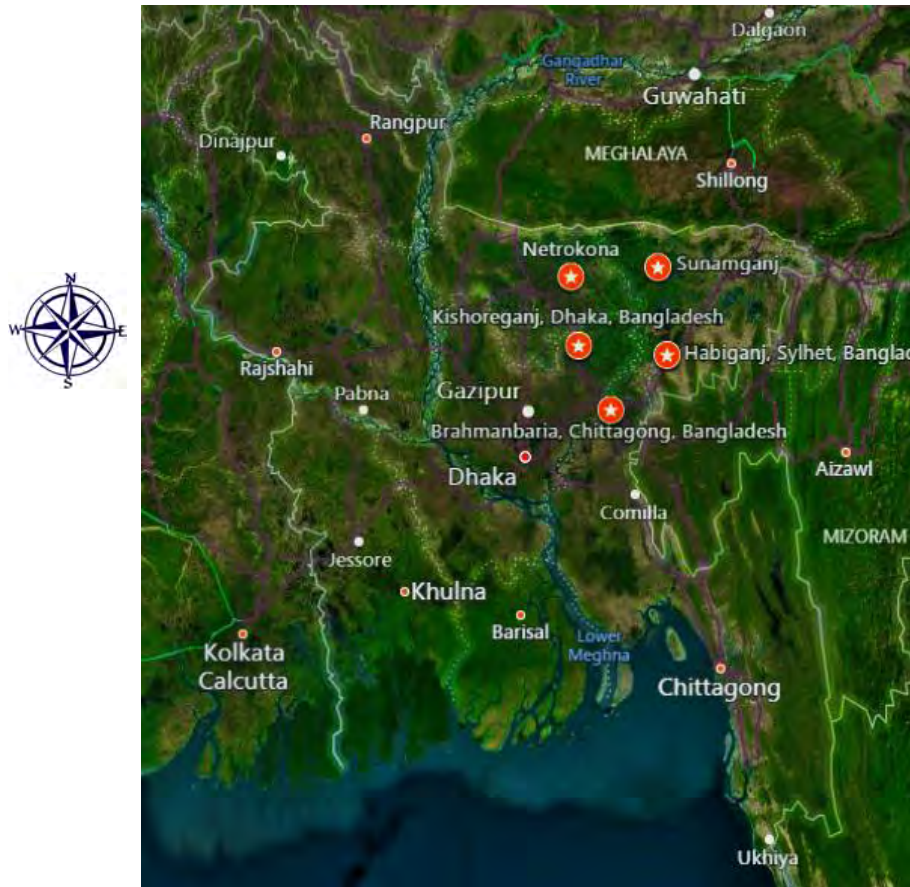 Dalgaon
Gangadhar
River
Guwahati
Rangpur
Dinajpur
MEGHALAYA
Shillong
N
W E
S
Netrokona
Sunamganj
Kishoreganj, Dhaka, Bangladesh
Habiganj, Sylhet, Banglad
Rajshahi
Pabna
Gazipur
Brahmanbaria, Chittagong, Bangladesh
Dhaka
Aizawl
Comilla
MIZORAM
Jessore
Khulna
Barisal
Kolkata
Calcutta
Lower
Meghna
Chittagong
Ukhiya